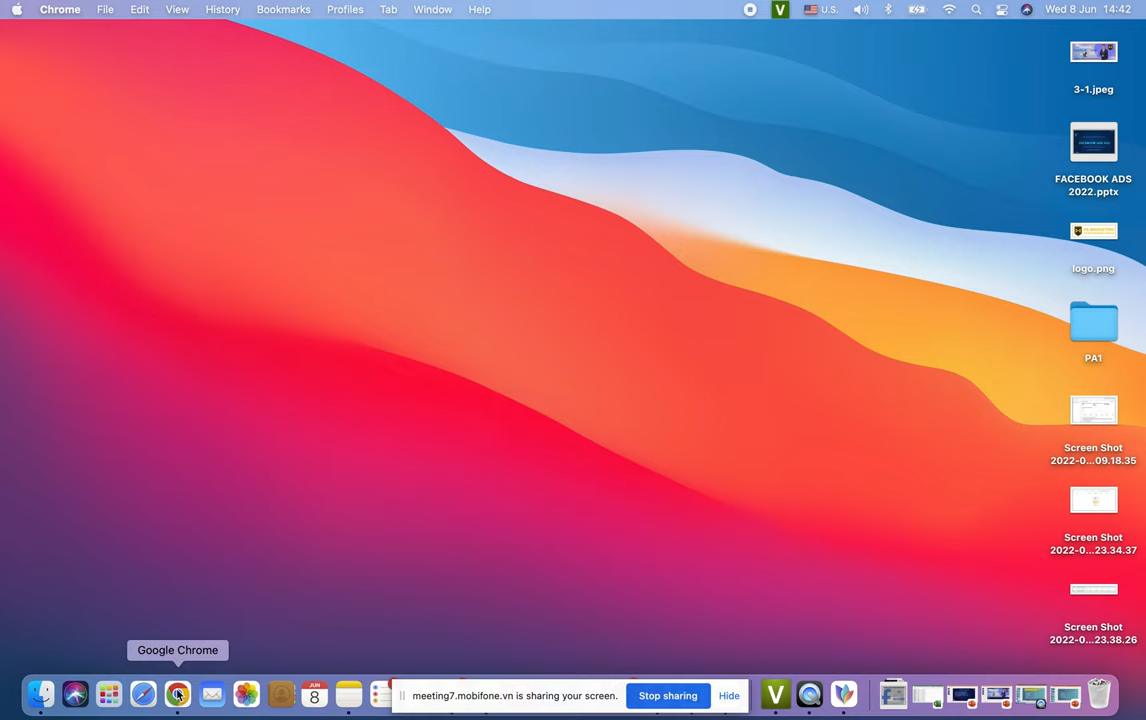 Chrome File Edit View History Bookmarks Profiles Tab Window Help V U.S. Wed 8 Jun 14:42
3-1.jpeg
FACEBOOK ADS
2022.pptx
logo.png
PA1
Screen Shot
2022-0...09.18.35
Screen Shot
2022-0...23.34.37
Screen Shot
2022-0...23.38.26
Google Chrome
JUN
8
meeting7.mobifone.vn is sharing your screen. Stop sharing Hide
V